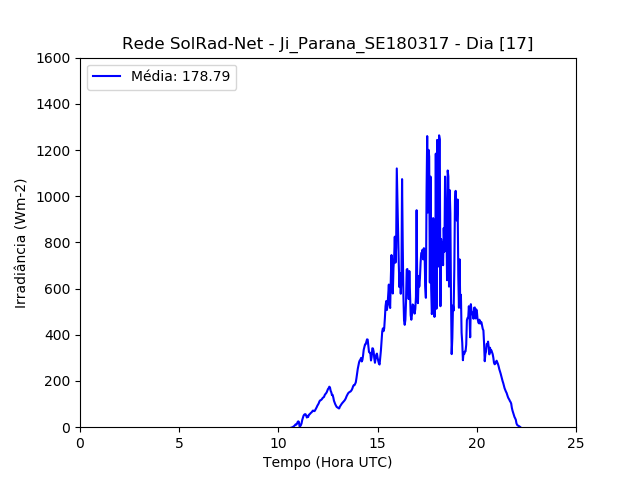 Rede SolRad-Net - Ji_Parana_SE180317 - Dia [17]
Média: 178.79
Irradiância (Wm-2)
1600
1400
1200
1000
800
600
400
200
0
0 5 10 15 20 25
Tempo (Hora UTC)